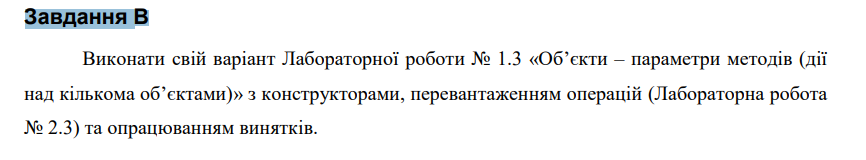 Завдання В
Виконати свій варіант Лабораторної роботи № 1.3 «Об’єкти – параметри методів (дії
над кількома об’єктами)» з конструкторами, перевантаженням операцій (Лабораторна робота
№ 2.3) та опрацюванням винятків.